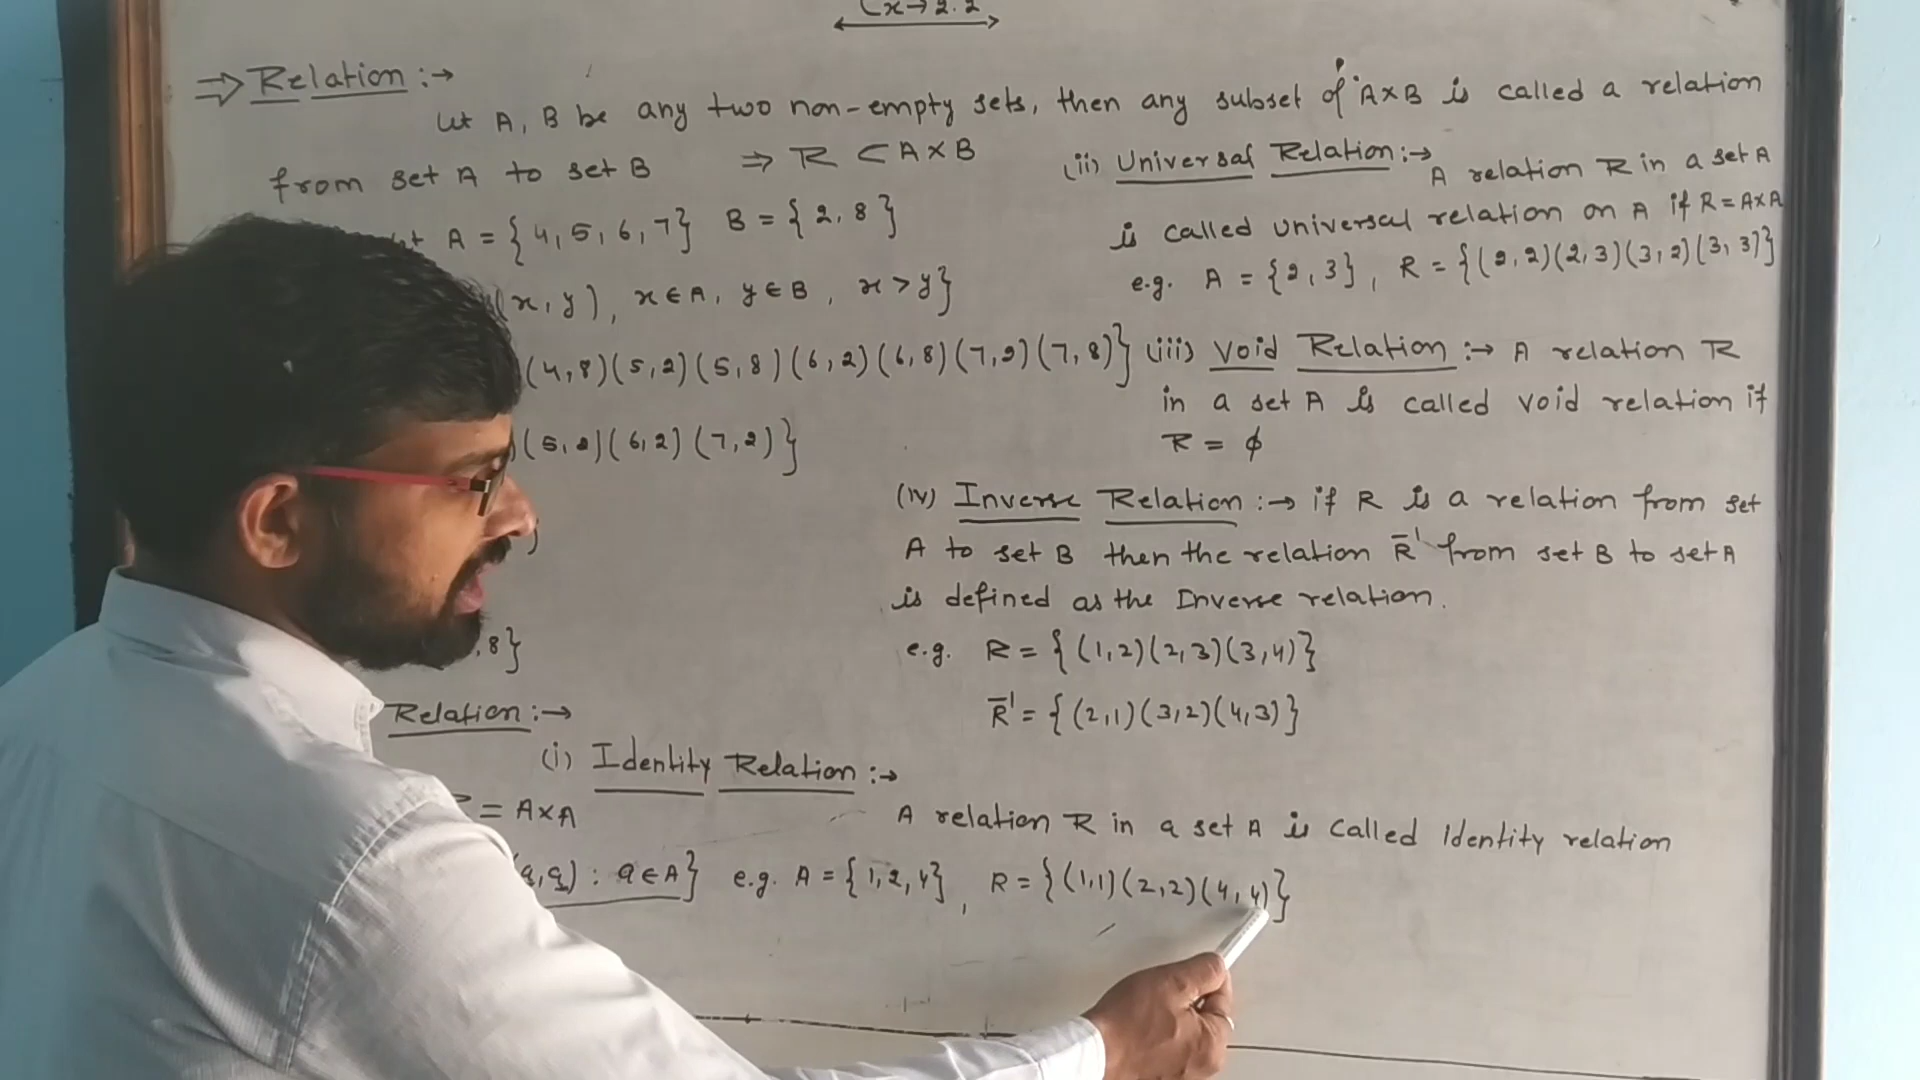 Ex→2.2
⇒ Relation :→
Let A, B be any two non-empty sets, then any subset of A×B is called a relation
from set A to set B ⇒ R ⊂ A×B
A = {4, 5, 6, 7} B = {2, 8}
(x, y), x∈A, y∈B, x>y}
(4,8)(5,2)(5,8)(6,2)(6,8)(7,2)(7,8)}
(5,2)(6,2)(7,2)}
,8}
Relation :→
(i) Identity Relation :→
= A×A
A relation R in a set A is called Identity relation
(a,a) : a∈A} e.g. A = {1,2,4}, R = {(1,1)(2,2)(4,4)}
(ii) Universal Relation :→ A relation R in a set A
is called universal relation on A if R = A×A
e.g. A = {2,3}, R = {(2,2)(2,3)(3,2)(3,3)}
(iii) Void Relation :→ A relation R
in a set A is called void relation if
R = ϕ
(iv) Inverse Relation :→ if R is a relation from set
A to set B then the relation R⁻¹ from set B to set A
is defined as the Inverse relation.
e.g. R = {(1,2)(2,3)(3,4)}
R⁻¹ = {(2,1)(3,2)(4,3)}